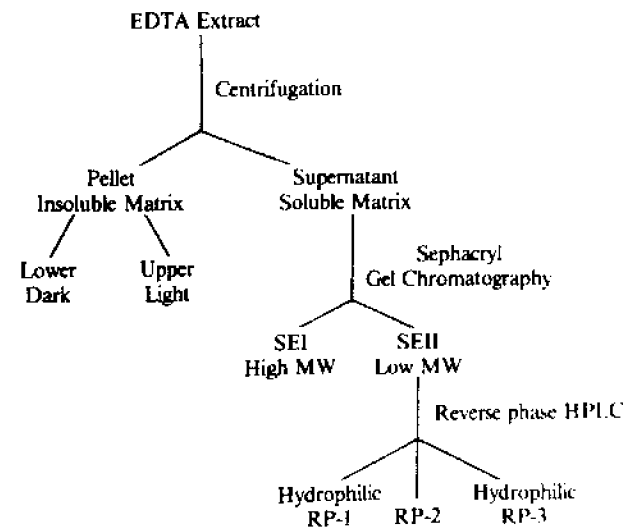 EDTA Extract
Centrifugation
Pellet
Insoluble Matrix
Supernatant
Soluble Matrix
Lower
Dark
Upper
Light
Sephacryl
Gel Chromatography
SEI
High MW
SEII
Low MW
Reverse phase HPLC
Hydrophilic
RP-1
RP-2
Hydrophilic
RP-3